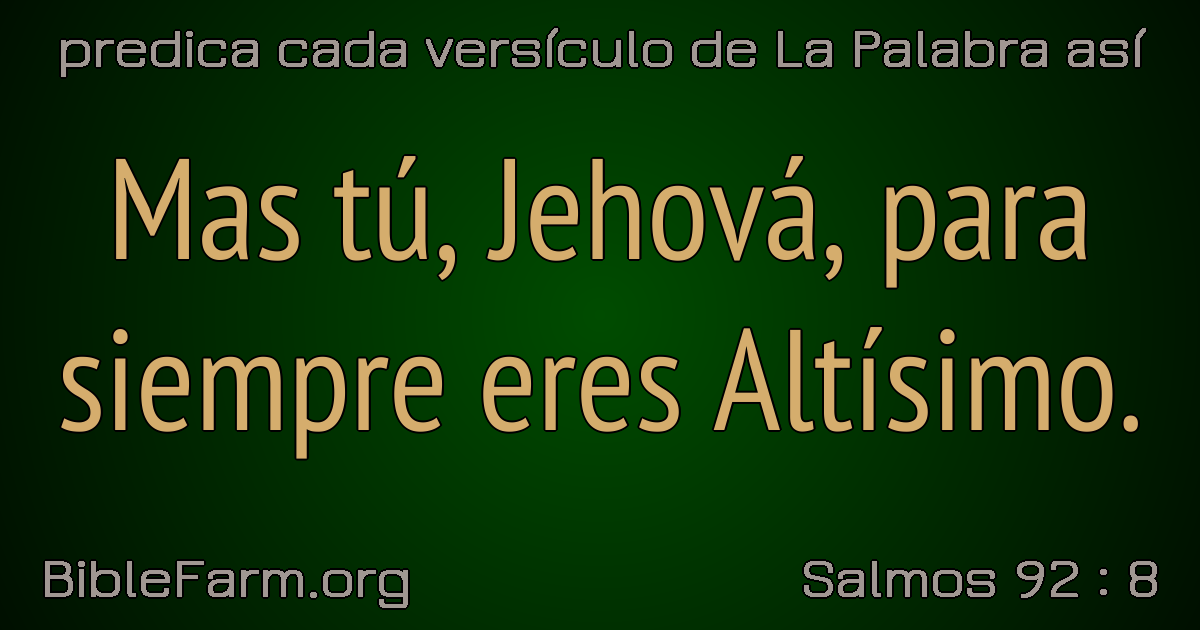 predica cada versículo de La Palabra así
Mas tú, Jehová, para
siempre eres Altísimo.
BibleFarm.org
Salmos 92 : 8